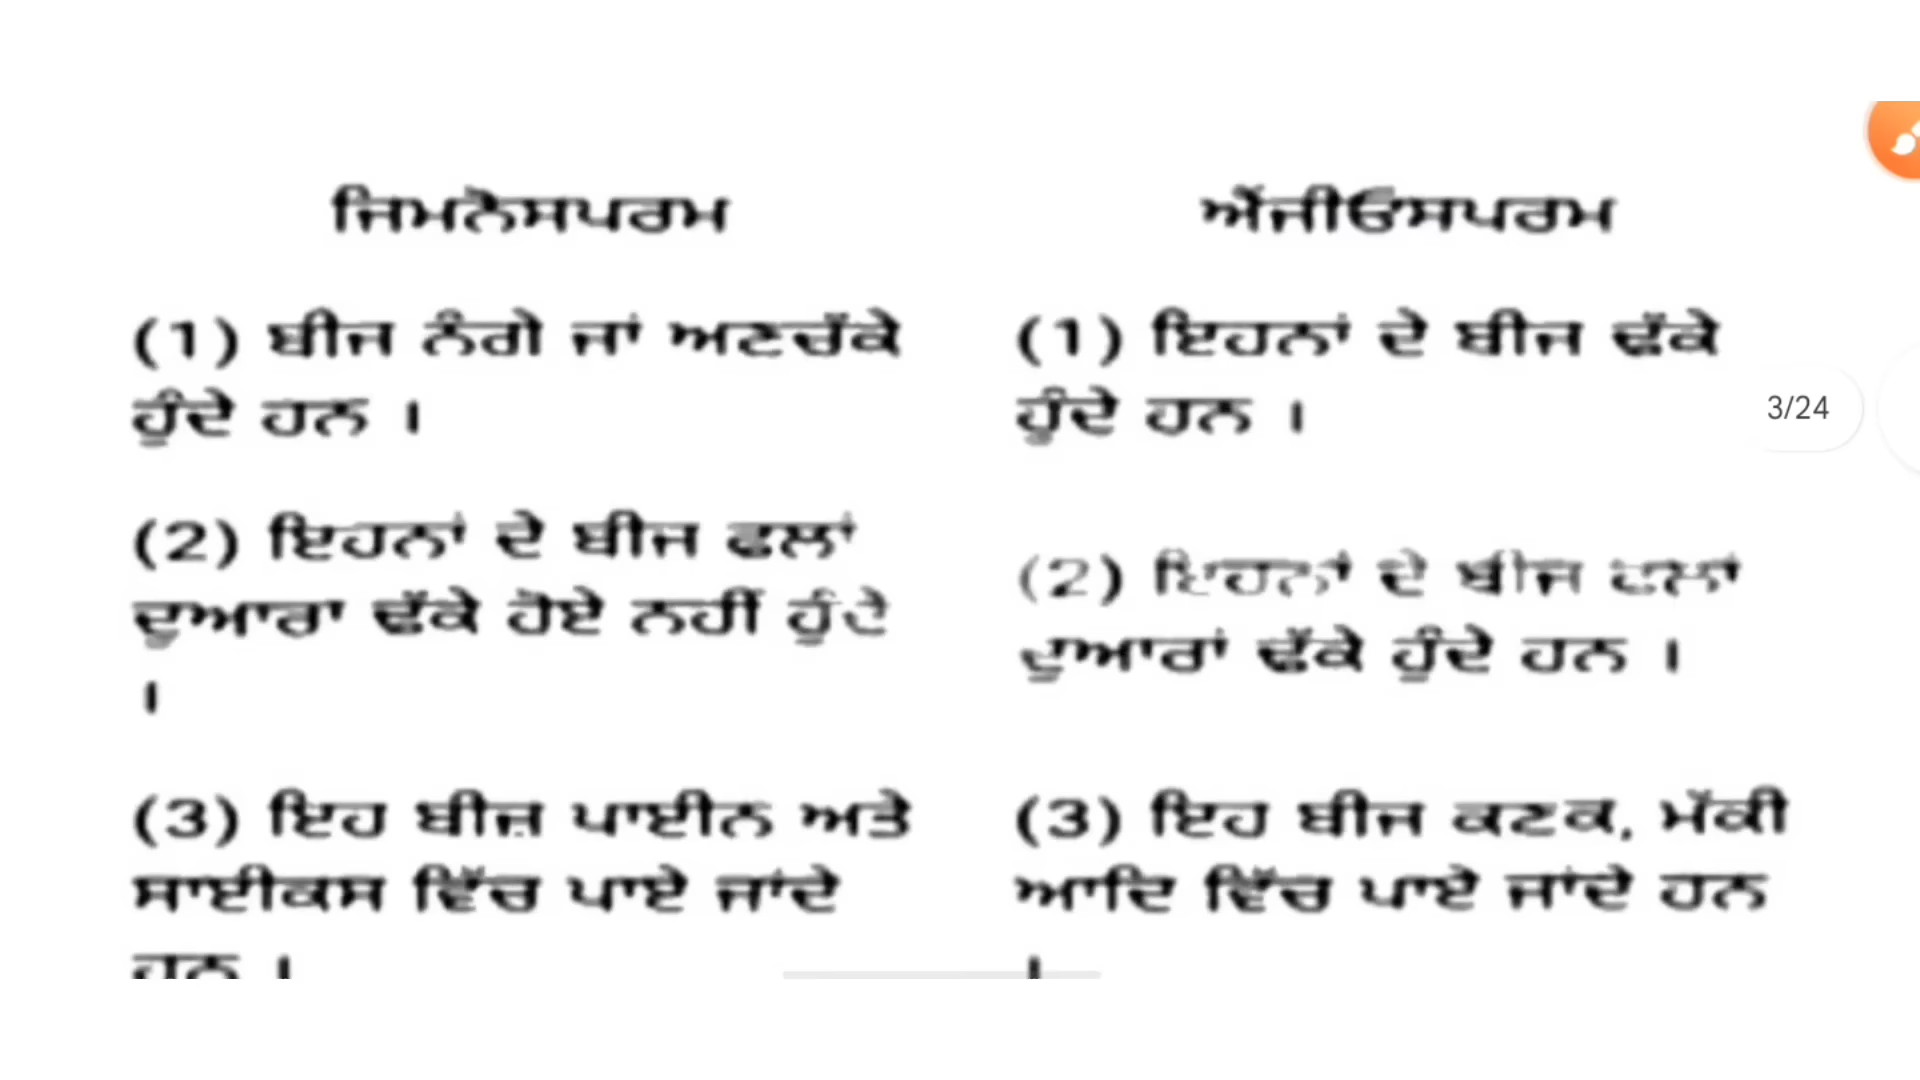 ਜਿਮਨੋਸਪਰਮ
(1) ਬੀਜ ਨੰਗੇ ਜਾਂ ਅਣਢੱਕੇ
ਹੁੰਦੇ ਹਨ ।
(2) ਇਹਨਾਂ ਦੇ ਬੀਜ ਫਲਾਂ
ਦੁਆਰਾ ਢੱਕੇ ਹੋਏ ਨਹੀਂ ਹੁੰਦੇ
।
(3) ਇਹ ਬੀਜ਼ ਪਾਈਨ ਅਤੇ
ਸਾਈਕਸ ਵਿੱਚ ਪਾਏ ਜਾਂਦੇ
ਹਨ ।
ਐਂਜੀਓਸਪਰਮ
(1) ਇਹਨਾਂ ਦੇ ਬੀਜ ਢੱਕੇ
ਹੁੰਦੇ ਹਨ ।
(2) ਇਹਨਾਂ ਦੇ ਬੀਜ ਫਲਾਂ
ਦੁਆਰਾਂ ਢੱਕੇ ਹੁੰਦੇ ਹਨ ।
(3) ਇਹ ਬੀਜ ਕਣਕ, ਮੱਕੀ
ਆਦਿ ਵਿੱਚ ਪਾਏ ਜਾਂਦੇ ਹਨ
।
3/24